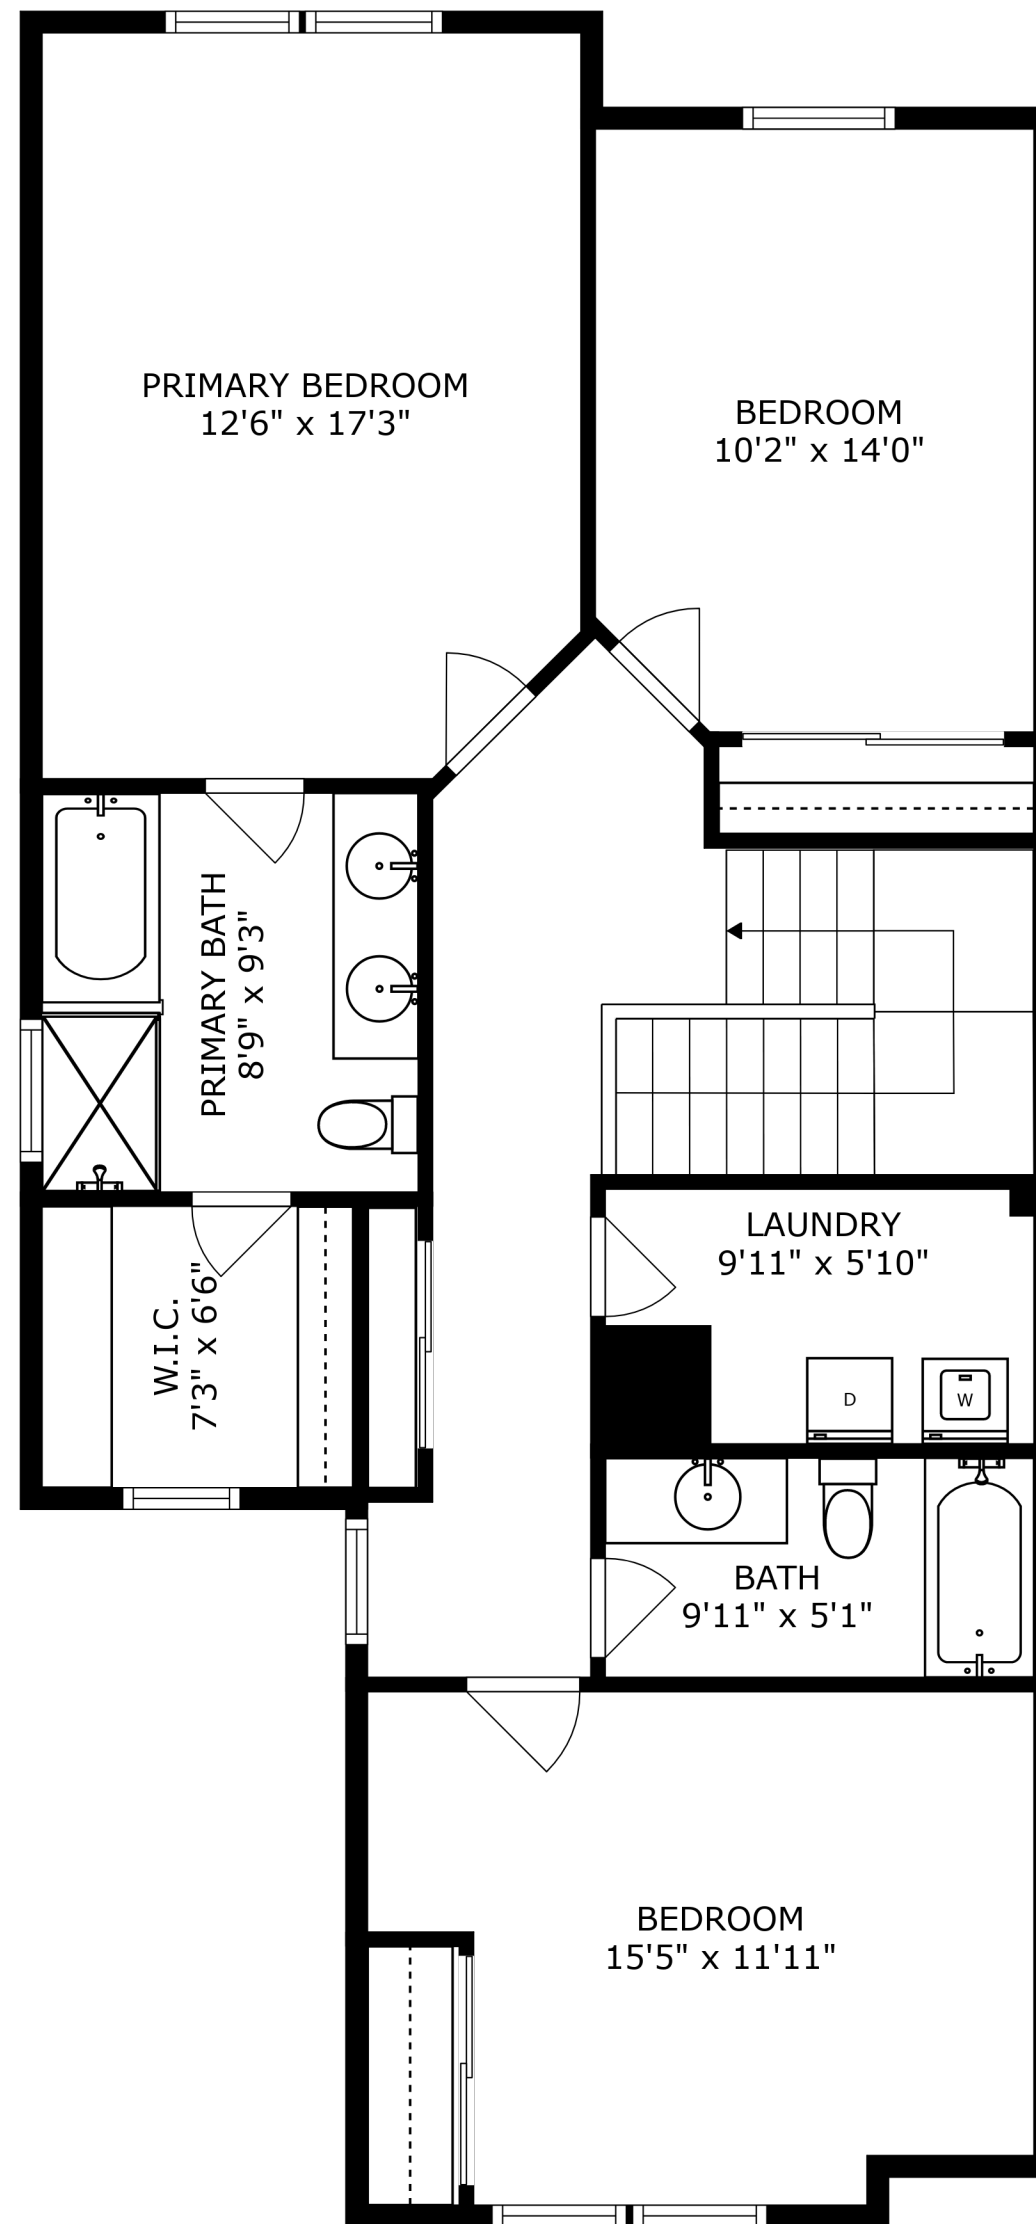 PRIMARY BEDROOM
12'6" x 17'3"
BEDROOM
10'2" x 14'0"
PRIMARY BATH
8'9" x 9'3"
LAUNDRY
9'11" x 5'10"
W.I.C.
7'3" x 6'6"
D
W
BATH
9'11" x 5'1"
BEDROOM
15'5" x 11'11"